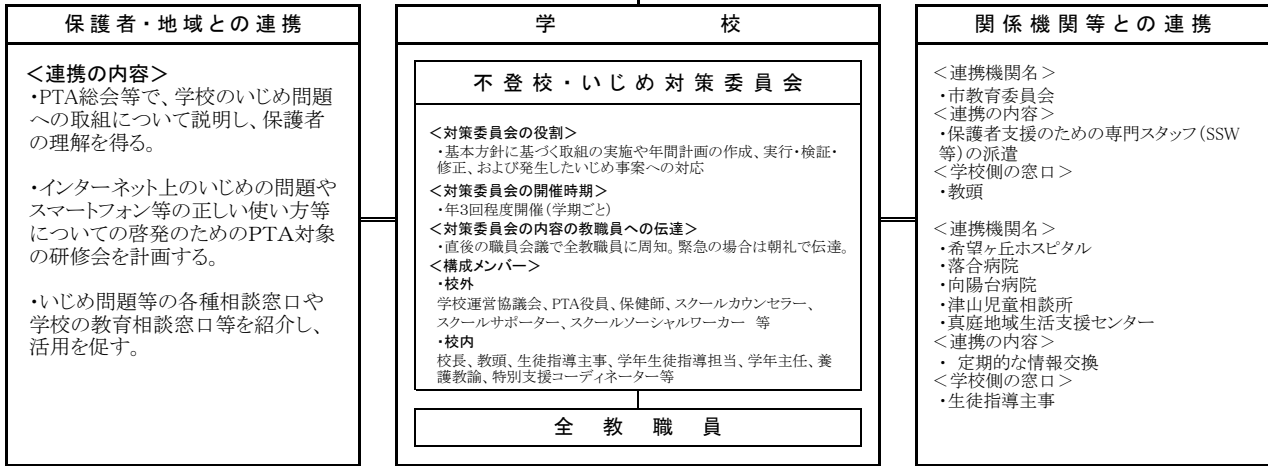 保護者・地域との連携
＜連携の内容＞
・PTA総会等で、学校のいじめ問題
への取組について説明し、保護者
の理解を得る。
・インターネット上のいじめの問題や
スマートフォン等の正しい使い方等
についての啓発のためのPTA対象
の研修会を計画する。
・いじめ問題等の各種相談窓口や
学校の教育相談窓口等を紹介し、
活用を促す。
学校
不登校・いじめ対策委員会
＜対策委員会の役割＞
・基本方針に基づく取組の実施や年間計画の作成、実行・検証・
修正、および発生したいじめ事案への対応
＜対策委員会の開催時期＞
・年3回程度開催（学期ごと）
＜対策委員会の内容の教職員への伝達＞
・直後の職員会議で全教職員に周知。緊急の場合は朝礼で伝達。
＜構成メンバー＞
・校外
学校運営協議会、PTA役員、保健師、スクールカウンセラー、
スクールサポーター、スクールソーシャルワーカー 等
・校内
校長、教頭、生徒指導主事、学年生徒指導担当、学年主任、養
護教諭、特別支援コーディネーター等
全教職員
関係機関等との連携
＜連携機関名＞
・市教育委員会
＜連携の内容＞
・保護者支援のための専門スタッフ（SSW
等）の派遣
＜学校側の窓口＞
・教頭
＜連携機関名＞
・希望ヶ丘ホスピタル
・落合病院
・向陽台病院
・津山児童相談所
・真庭地域生活支援センター
＜連携の内容＞
・ 定期的な情報交換
＜学校側の窓口＞
・生徒指導主事